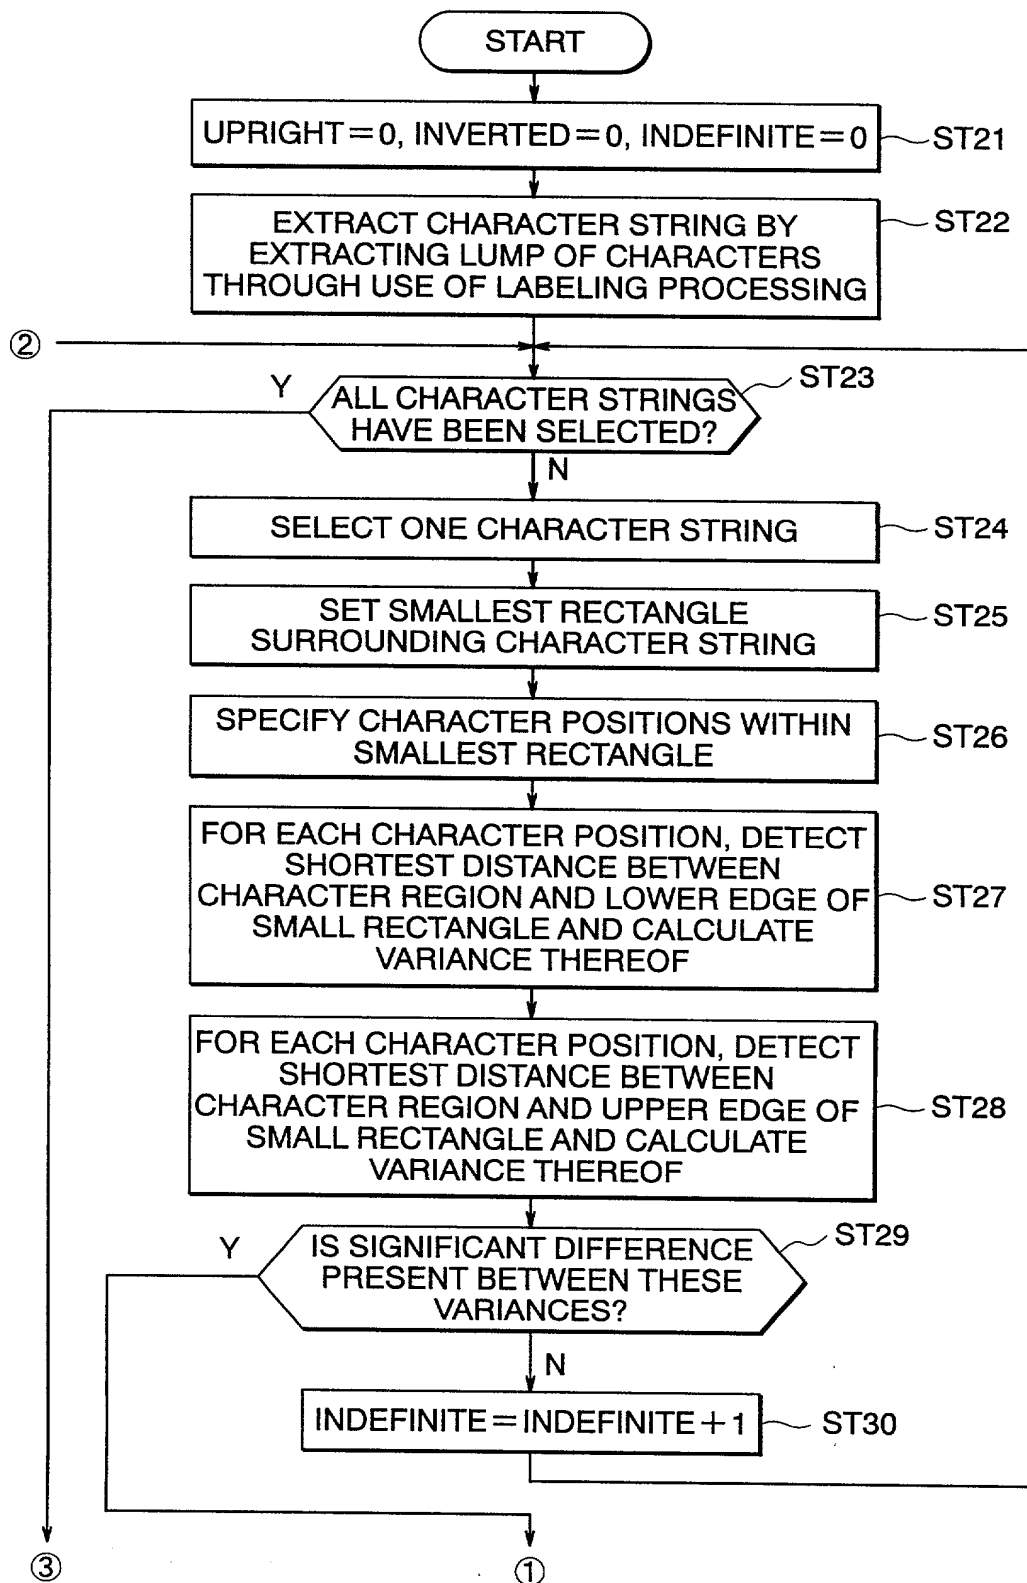 START
UPRIGHT=0, INVERTED=0, INDEFINITE=0
ST21
EXTRACT CHARACTER STRING BY
EXTRACTING LUMP OF CHARACTERS
THROUGH USE OF LABELING PROCESSING
ST22
②
Y
ALL CHARACTER STRINGS
HAVE BEEN SELECTED?
ST23
N
SELECT ONE CHARACTER STRING
ST24
SET SMALLEST RECTANGLE
SURROUNDING CHARACTER STRING
ST25
SPECIFY CHARACTER POSITIONS WITHIN
SMALLEST RECTANGLE
ST26
FOR EACH CHARACTER POSITION, DETECT
SHORTEST DISTANCE BETWEEN
CHARACTER REGION AND LOWER EDGE OF
SMALL RECTANGLE AND CALCULATE
VARIANCE THEREOF
ST27
FOR EACH CHARACTER POSITION, DETECT
SHORTEST DISTANCE BETWEEN
CHARACTER REGION AND UPPER EDGE OF
SMALL RECTANGLE AND CALCULATE
VARIANCE THEREOF
ST28
Y
IS SIGNIFICANT DIFFERENCE
PRESENT BETWEEN THESE
VARIANCES?
ST29
N
INDEFINITE=INDEFINITE+1
ST30
③
①